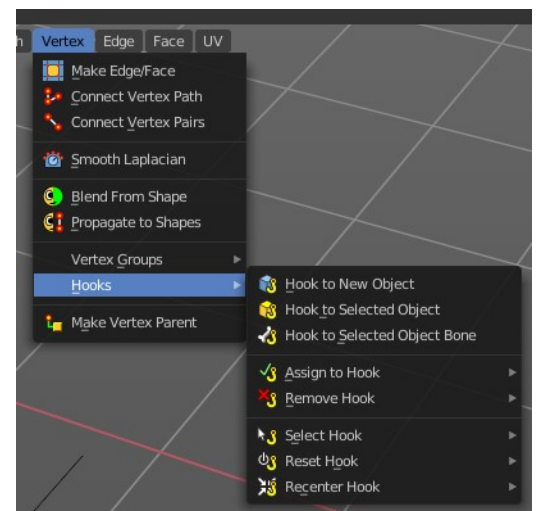 h Vertex Edge Face UV
Make Edge/Face
Connect Vertex Path
Connect Vertex Pairs
Smooth Laplacian
Blend From Shape
Propagate to Shapes
Vertex Groups
Hooks
Make Vertex Parent
Hook to New Object
Hook to Selected Object
Hook to Selected Object Bone
Assign to Hook
Remove Hook
Select Hook
Reset Hook
Recenter Hook